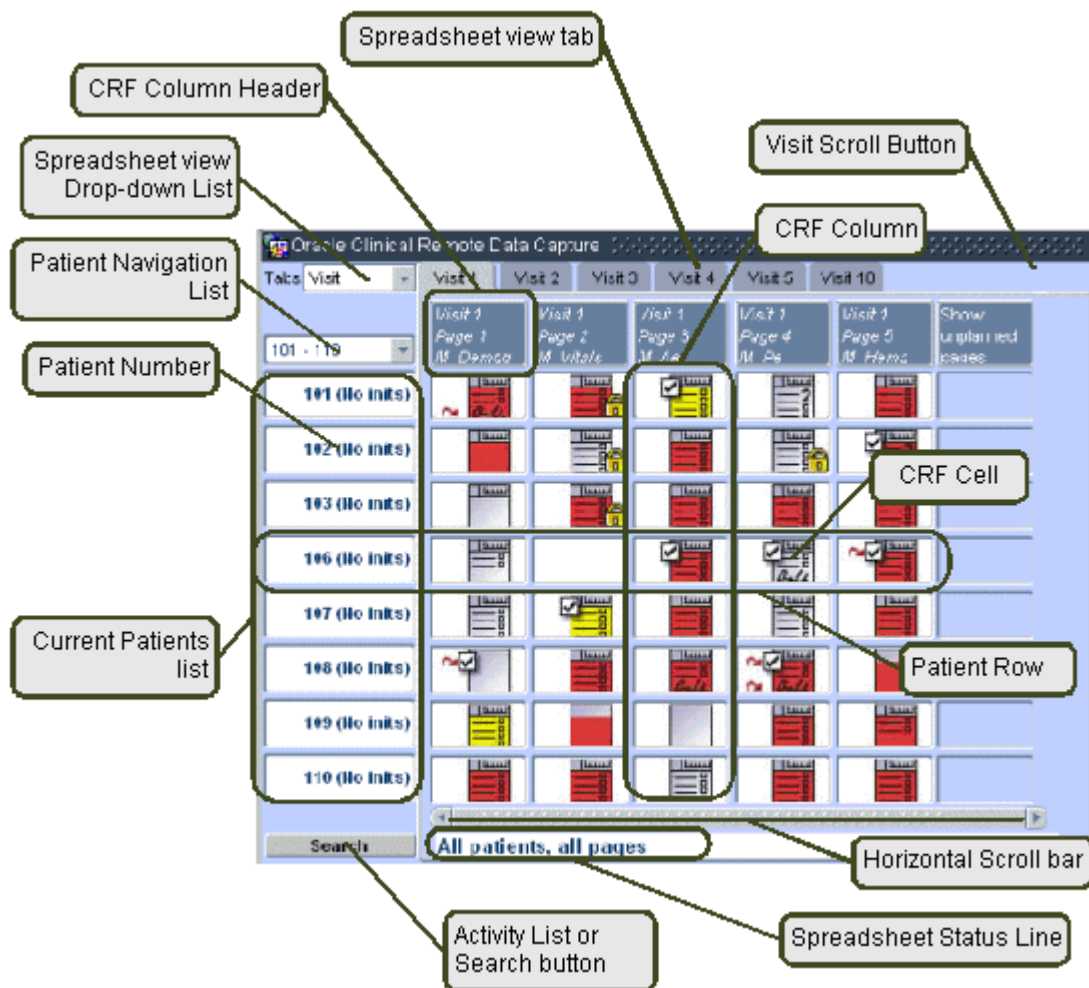 Spreadsheet view tab
CRF Column Header
Visit Scroll Button
Spreadsheet view
Drop-down List
CRF Column
Patient Navigation
List
Oracle Clinical Remote Data Capture
Tabs Visit
Visit 1
Visit 2
Visit 3
Visit 4
Visit 5
Visit 10
Visit 1
Page 1
M_Demog
Visit 1
Page 2
M_Vitals
Visit 1
Page 3
M_Ae
Visit 1
Page 4
M_Pe
Visit 1
Page 5
M_Hema
Show
unplanned
pages
101 - 119
Patient Number
101 (No inits)
102 (No inits)
CRF Cell
103 (No inits)
106 (No inits)
107 (No inits)
Current Patients
list
108 (No inits)
Patient Row
109 (No inits)
110 (No inits)
Search
All patients, all pages
Horizontal Scroll bar
Activity List or
Search button
Spreadsheet Status Line